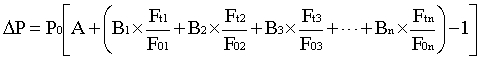 ΔP = P₀[A + (B₁×Ft1/F01 + B₂×Ft2/F02 + B₃×Ft3/F03 + ··· + Bₙ×Ftn/F0n) −1]